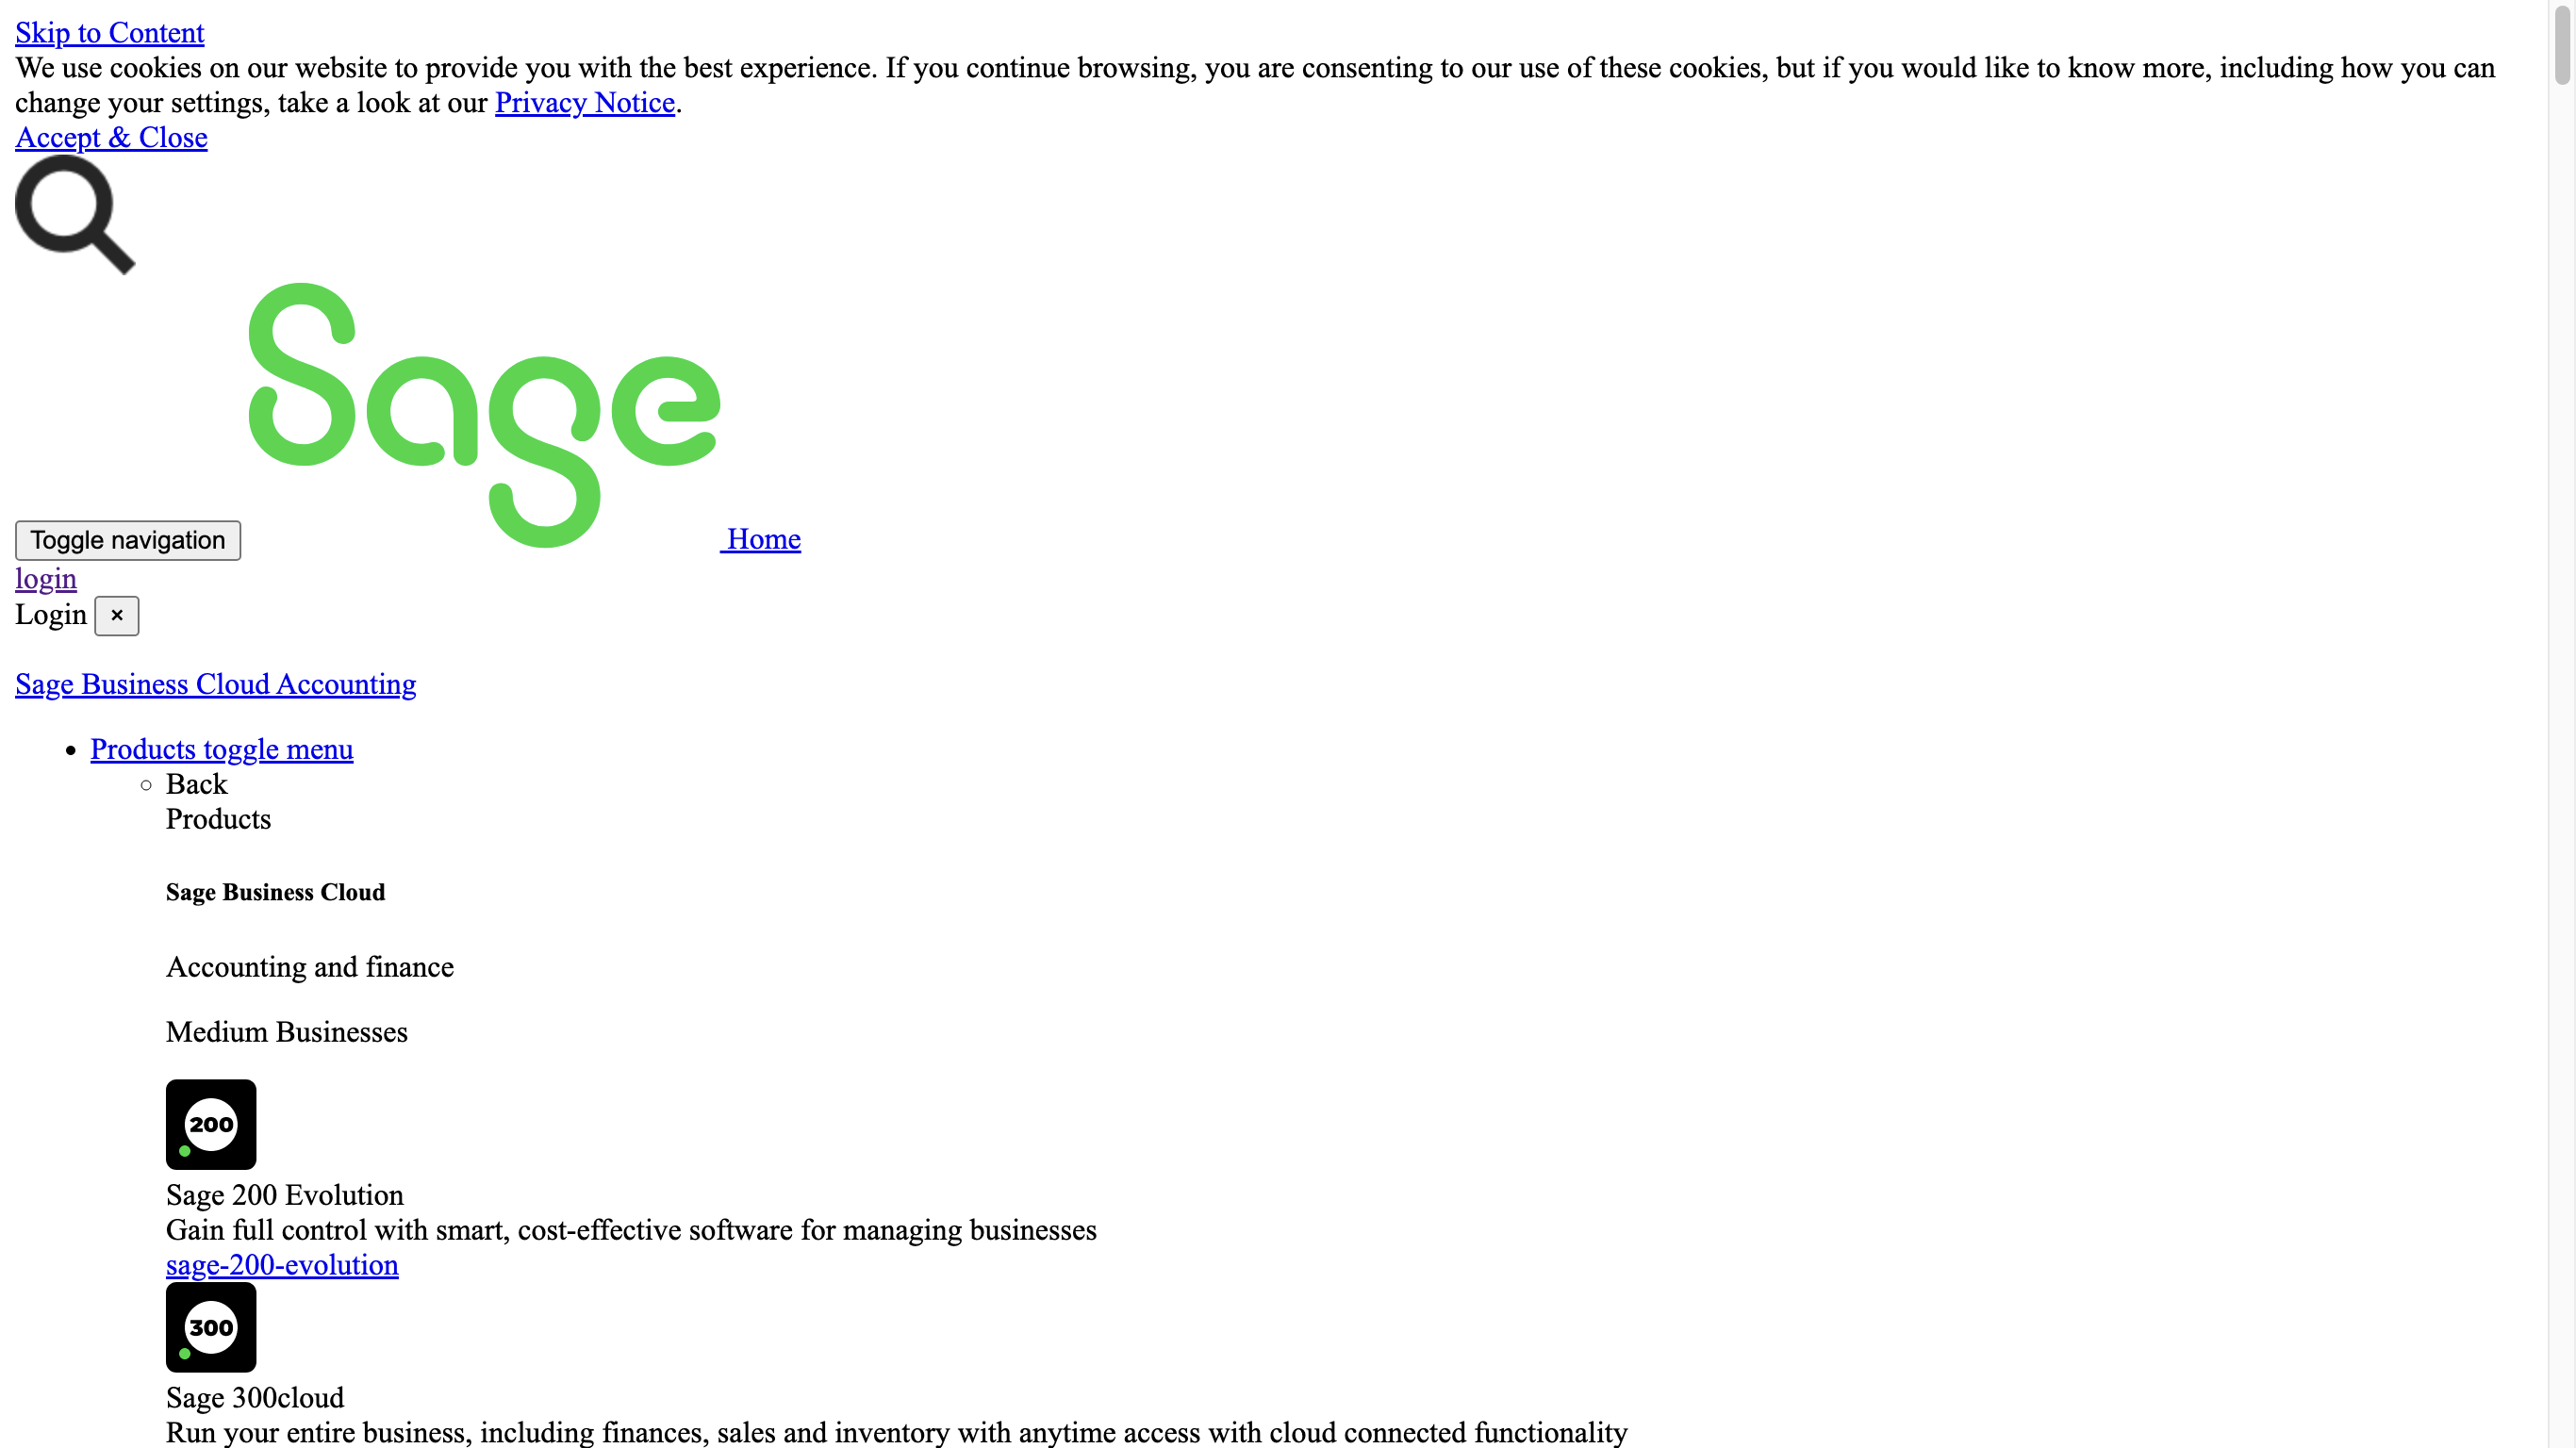 Skip to Content
We use cookies on our website to provide you with the best experience. If you continue browsing, you are consenting to our use of these cookies, but if you would like to know more, including how you can
change your settings, take a look at our Privacy Notice.
Accept & Close
Sage
Toggle navigation Home
login
Login ×
Sage Business Cloud Accounting
Products toggle menu
Back
Products
Sage Business Cloud
Accounting and finance
Medium Businesses
200
Sage 200 Evolution
Gain full control with smart, cost-effective software for managing businesses
sage-200-evolution
300
Sage 300cloud
Run your entire business, including finances, sales and inventory with anytime access with cloud connected functionality